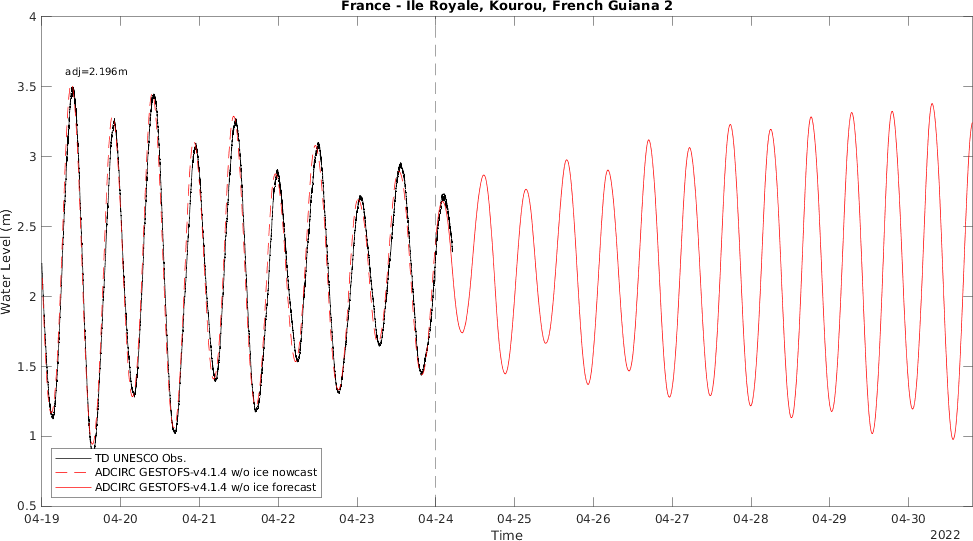 France - Ile Royale, Kourou, French Guiana 2
adj=2.196m
4
3.5
3
2.5
2
1.5
1
0.5
Water Level (m)
TD UNESCO Obs.
ADCIRC GESTOFS-v4.1.4 w/o ice nowcast
ADCIRC GESTOFS-v4.1.4 w/o ice forecast
04-19 04-20 04-21 04-22 04-23 04-24 04-25 04-26 04-27 04-28 04-29 04-30
Time
2022